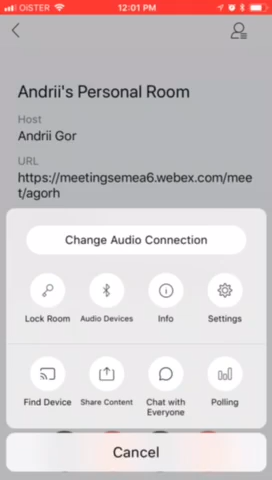 OiSTER 12:01 PM
Andrii's Personal Room
Host
Andrii Gor
URL
https://meetingsemea6.webex.com/mee
t/agorh
Change Audio Connection
Lock Room Audio Devices Info Settings
Find Device Share Content Chat with Everyone Polling
Cancel